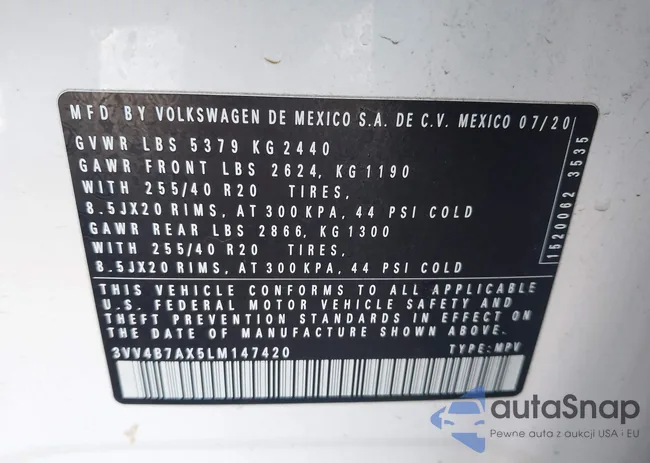 MFD BY VOLKSWAGEN DE MEXICO S.A. DE C.V. MEXICO 07/20
GVWR LBS 5379 KG 2440
GAWR FRONT LBS 2624, KG 1190
WITH 255/40 R20 TIRES,
8.5JX20 RIMS, AT 300 KPA, 44 PSI COLD
GAWR REAR LBS 2866, KG 1300
WITH 255/40 R20 TIRES,
8.5JX20 RIMS, AT 300 KPA, 44 PSI COLD
THIS VEHICLE CONFORMS TO ALL APPLICABLE
U.S. FEDERAL MOTOR VEHICLE SAFETY AND
THEFT PREVENTION STANDARDS IN EFFECT ON
THE DATE OF MANUFACTURE SHOWN ABOVE.
3VV4B7AX5LM147420 TYPE: MPV
1520062 3535
autaSnap
Pewne auta z aukcji USA i EU